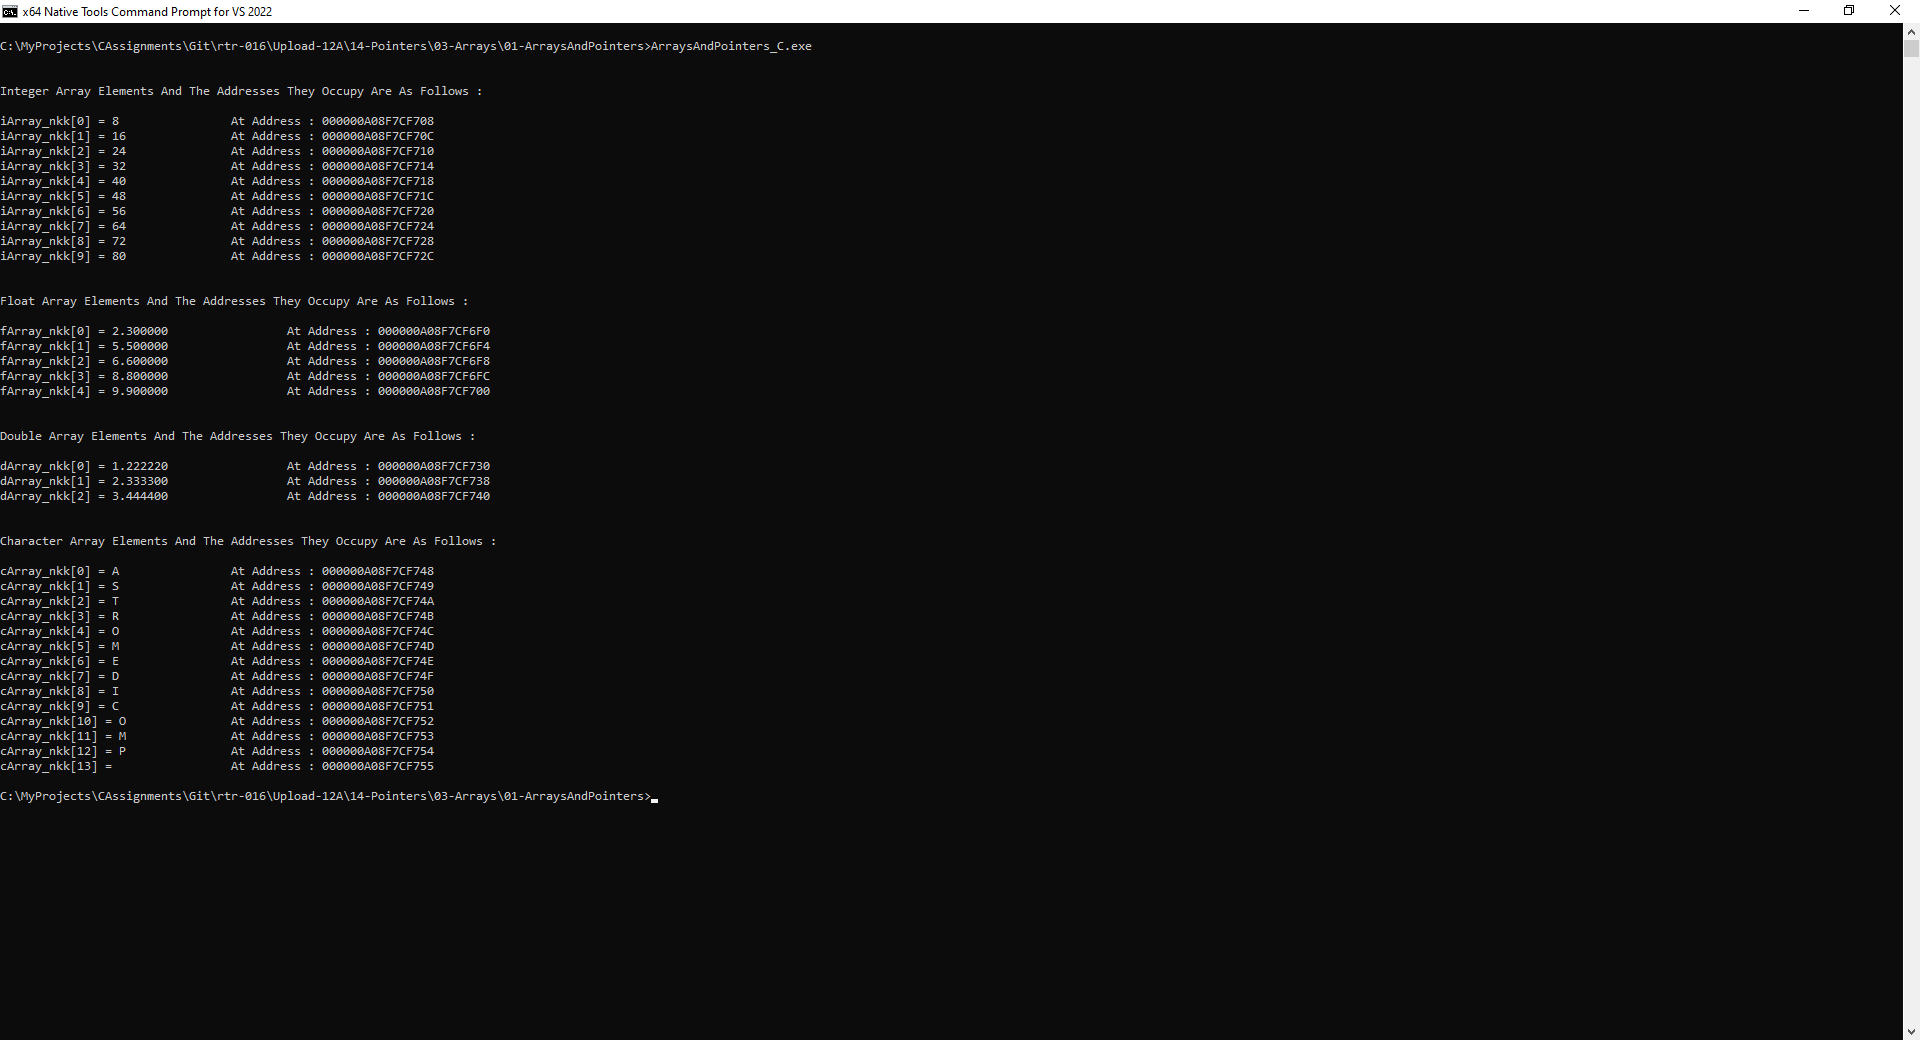 x64 Native Tools Command Prompt for VS 2022
C:\MyProjects\CAssignments\Git\rtr-016\Upload-12A\14-Pointers\03-Arrays\01-ArraysAndPointers>ArraysAndPointers_C.exe
Integer Array Elements And The Addresses They Occupy Are As Follows :
iArray_nkk[0] = 8 At Address : 000000A08F7CF708
iArray_nkk[1] = 16 At Address : 000000A08F7CF70C
iArray_nkk[2] = 24 At Address : 000000A08F7CF710
iArray_nkk[3] = 32 At Address : 000000A08F7CF714
iArray_nkk[4] = 40 At Address : 000000A08F7CF718
iArray_nkk[5] = 48 At Address : 000000A08F7CF71C
iArray_nkk[6] = 56 At Address : 000000A08F7CF720
iArray_nkk[7] = 64 At Address : 000000A08F7CF724
iArray_nkk[8] = 72 At Address : 000000A08F7CF728
iArray_nkk[9] = 80 At Address : 000000A08F7CF72C
Float Array Elements And The Addresses They Occupy Are As Follows :
fArray_nkk[0] = 2.300000 At Address : 000000A08F7CF6F0
fArray_nkk[1] = 5.500000 At Address : 000000A08F7CF6F4
fArray_nkk[2] = 6.600000 At Address : 000000A08F7CF6F8
fArray_nkk[3] = 8.800000 At Address : 000000A08F7CF6FC
fArray_nkk[4] = 9.900000 At Address : 000000A08F7CF700
Double Array Elements And The Addresses They Occupy Are As Follows :
dArray_nkk[0] = 1.222220 At Address : 000000A08F7CF730
dArray_nkk[1] = 2.333300 At Address : 000000A08F7CF738
dArray_nkk[2] = 3.444400 At Address : 000000A08F7CF740
Character Array Elements And The Addresses They Occupy Are As Follows :
cArray_nkk[0] = A At Address : 000000A08F7CF748
cArray_nkk[1] = S At Address : 000000A08F7CF749
cArray_nkk[2] = T At Address : 000000A08F7CF74A
cArray_nkk[3] = R At Address : 000000A08F7CF74B
cArray_nkk[4] = O At Address : 000000A08F7CF74C
cArray_nkk[5] = M At Address : 000000A08F7CF74D
cArray_nkk[6] = E At Address : 000000A08F7CF74E
cArray_nkk[7] = D At Address : 000000A08F7CF74F
cArray_nkk[8] = I At Address : 000000A08F7CF750
cArray_nkk[9] = C At Address : 000000A08F7CF751
cArray_nkk[10] = O At Address : 000000A08F7CF752
cArray_nkk[11] = M At Address : 000000A08F7CF753
cArray_nkk[12] = P At Address : 000000A08F7CF754
cArray_nkk[13] = At Address : 000000A08F7CF755
C:\MyProjects\CAssignments\Git\rtr-016\Upload-12A\14-Pointers\03-Arrays\01-ArraysAndPointers>